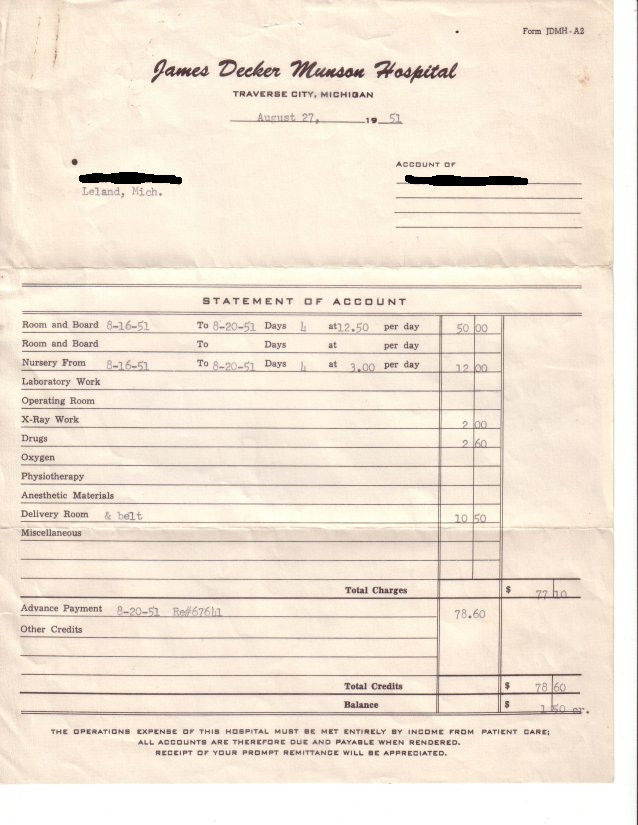 Form JDMH-A2
James Decker Munson Hospital
TRAVERSE CITY, MICHIGAN
August 27, 19 51
Leland, Mich.
ACCOUNT OF
STATEMENT OF ACCOUNT
Room and Board 8-16-51 To 8-20-51 Days 4 at 12.50 per day 50 00
Room and Board To Days at per day
Nursery From 8-16-51 To 8-20-51 Days 4 at 3.00 per day 12 00
Laboratory Work
Operating Room
X-Ray Work 2 00
Drugs 2 60
Oxygen
Physiotherapy
Anesthetic Materials
Delivery Room & belt 10 50
Miscellaneous
Total Charges $ 77 10
Advance Payment 8-20-51 Re#67641 78.60
Other Credits
Total Credits $ 78 60
Balance $ 1 50 cr.
THE OPERATIONS EXPENSE OF THIS HOSPITAL MUST BE MET ENTIRELY BY INCOME FROM PATIENT CARE;
ALL ACCOUNTS ARE THEREFORE DUE AND PAYABLE WHEN RENDERED.
RECEIPT OF YOUR PROMPT REMITTANCE WILL BE APPRECIATED.